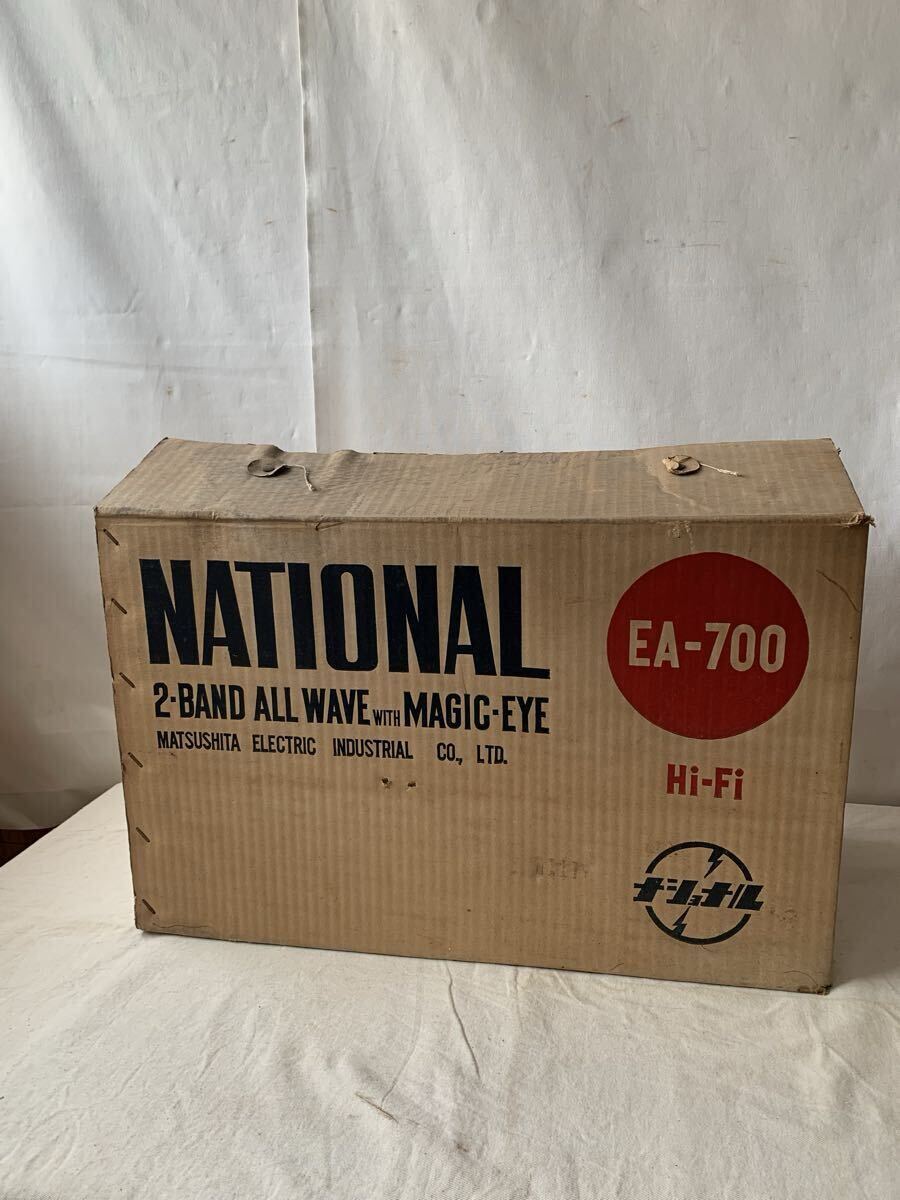 NATIONAL
2-BAND ALL WAVE WITH MAGIC-EYE
MATSUSHITA ELECTRIC INDUSTRIAL CO., LTD.
EA-700
Hi-Fi
ナショナル